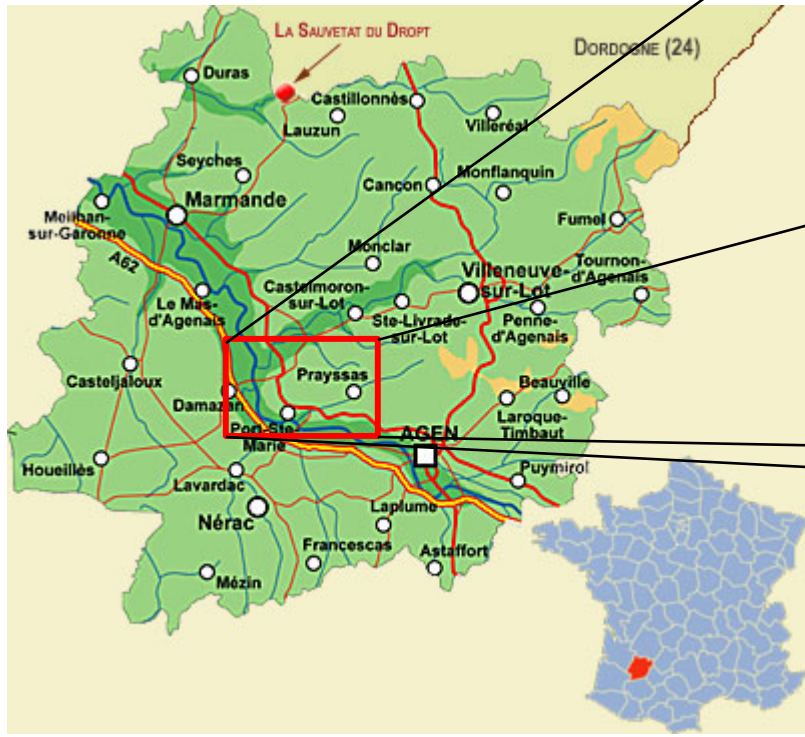 LA SAUVETAT DU DROPT
DORDOGNE (24)
Duras
Castillonnès
Lauzun
Villeréal
Seyches
Cancon
Monflanquin
Marmande
Meilhan-
sur-Garonne
Fumel
A62
Monclar
Villeneuve-
sur-Lot
Tournon-
d'Agenais
Le Mas-
d'Agenais
Castelmoron-
sur-Lot
Ste-Livrade-
sur-Lot
Penne-
d'Agenais
Casteljaloux
Prayssas
Beauville
Damazan
Laroque-
Timbaut
Port-Ste-
Marie
AGEN
Houeillès
Lavardac
Puymirol
Nérac
Laplume
Francescas
Astaffort
Mézin